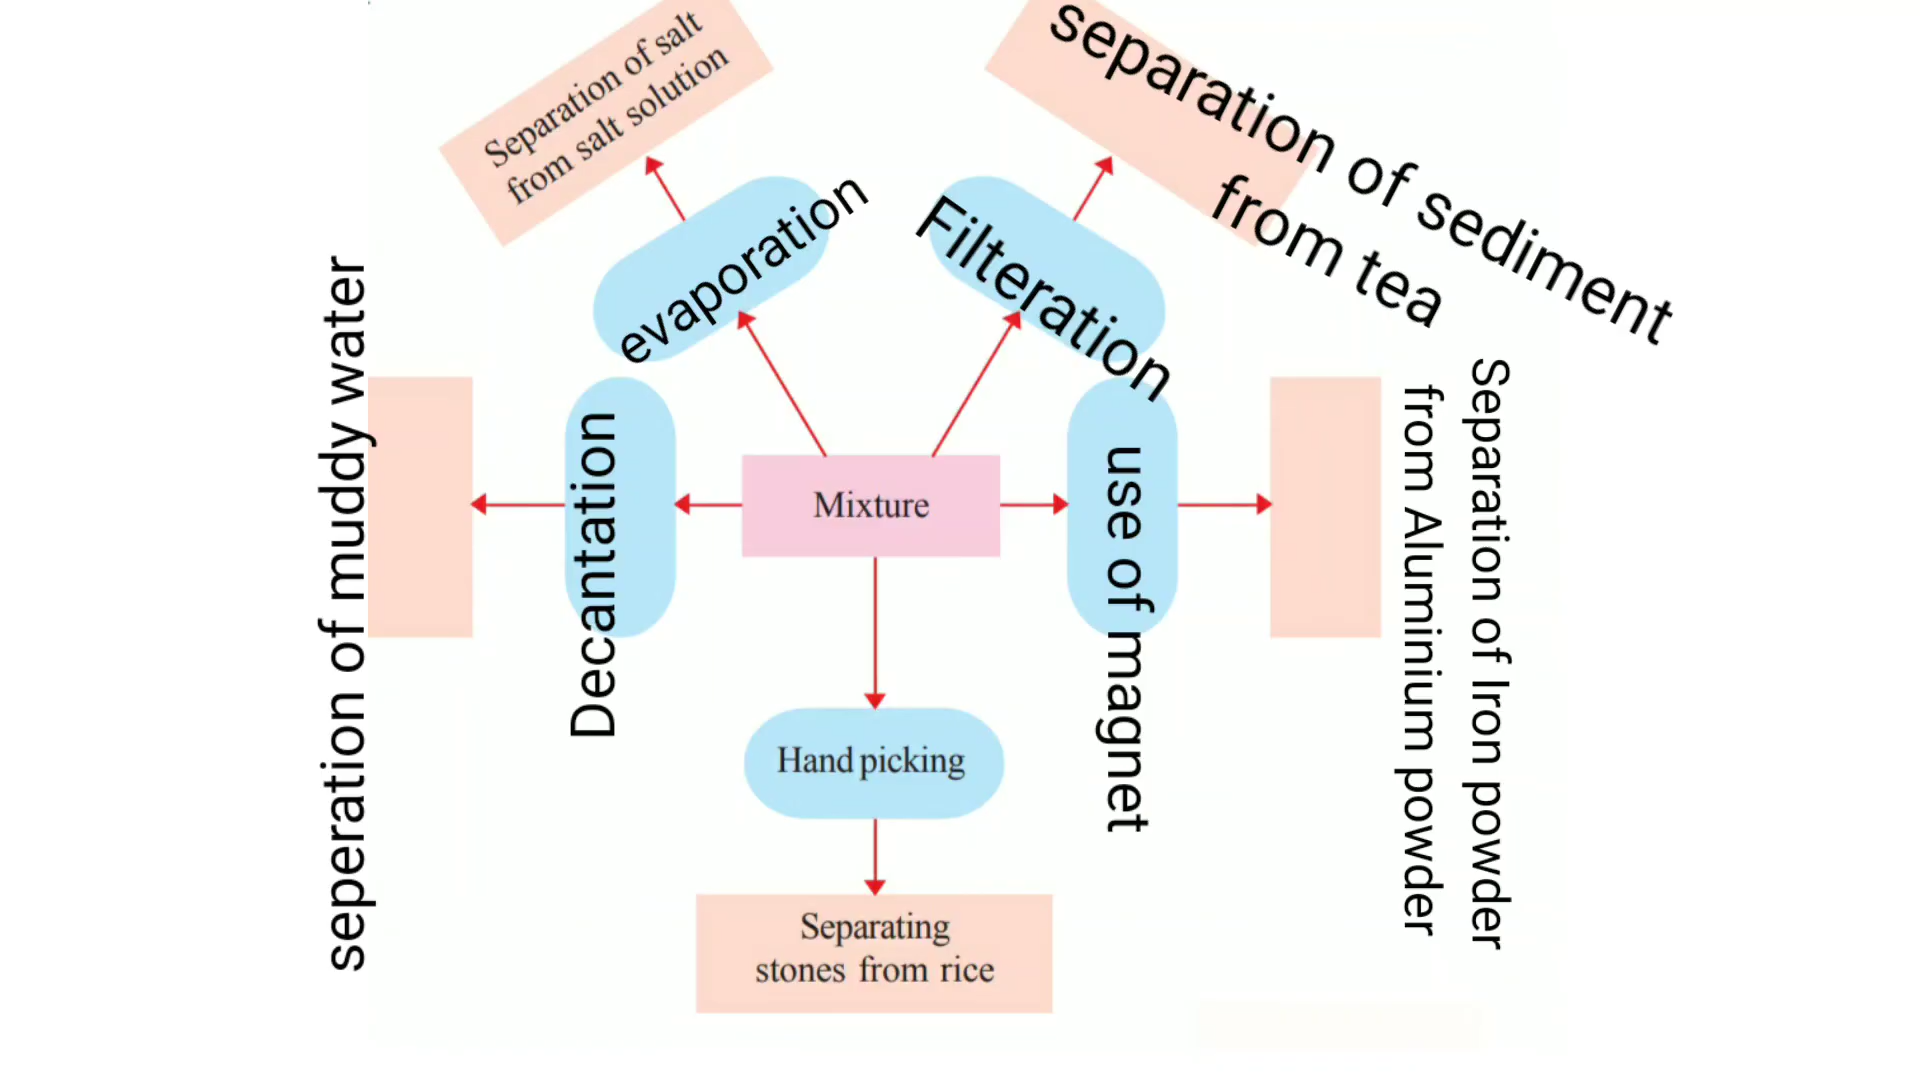 Separation of salt
from salt solution
separation of sediment
from tea
evaporation
Filteration
seperation of muddy water
Decantation
Mixture
use of magnet
Separation of Iron powder
from Aluminium powder
Hand picking
Separating
stones from rice